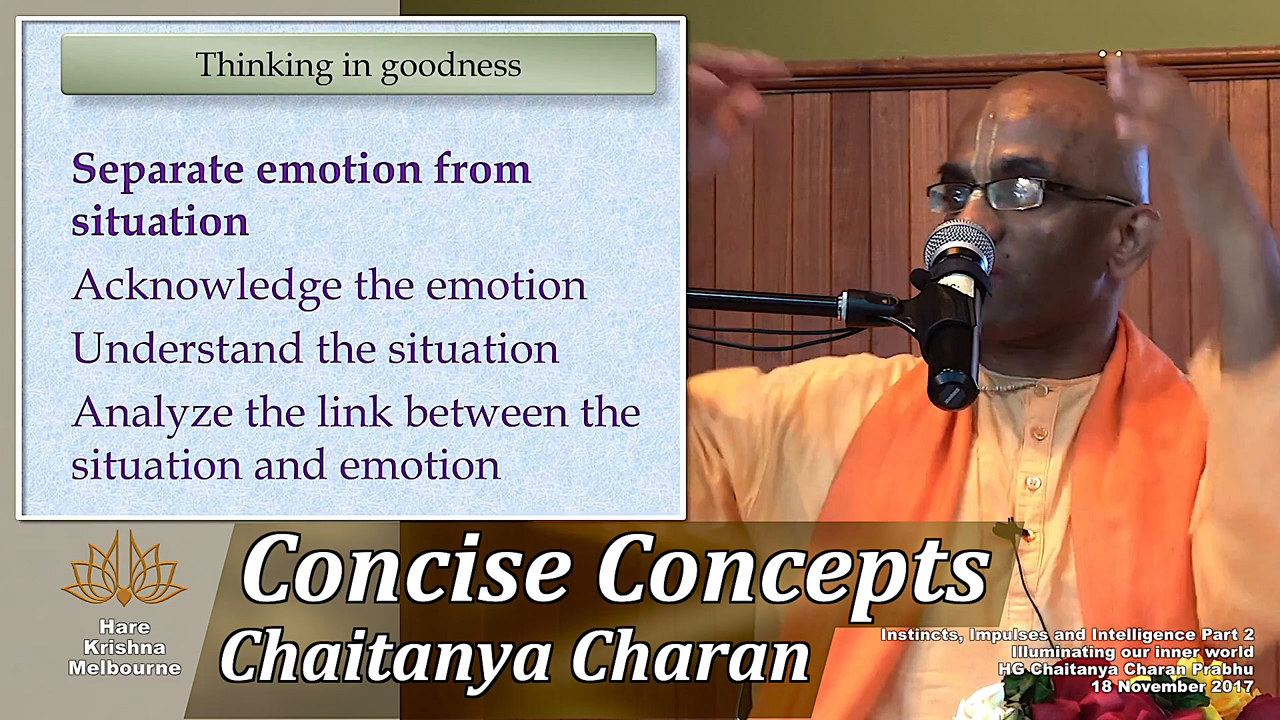 Thinking in goodness
Separate emotion from
situation
Acknowledge the emotion
Understand the situation
Analyze the link between the
situation and emotion
Concise Concepts
Chaitanya Charan
Hare
Krishna
Melbourne
Instincts, Impulses and Intelligence Part 2
Illuminating our inner world
HG Chaitanya Charan Prabhu
18 November 2017